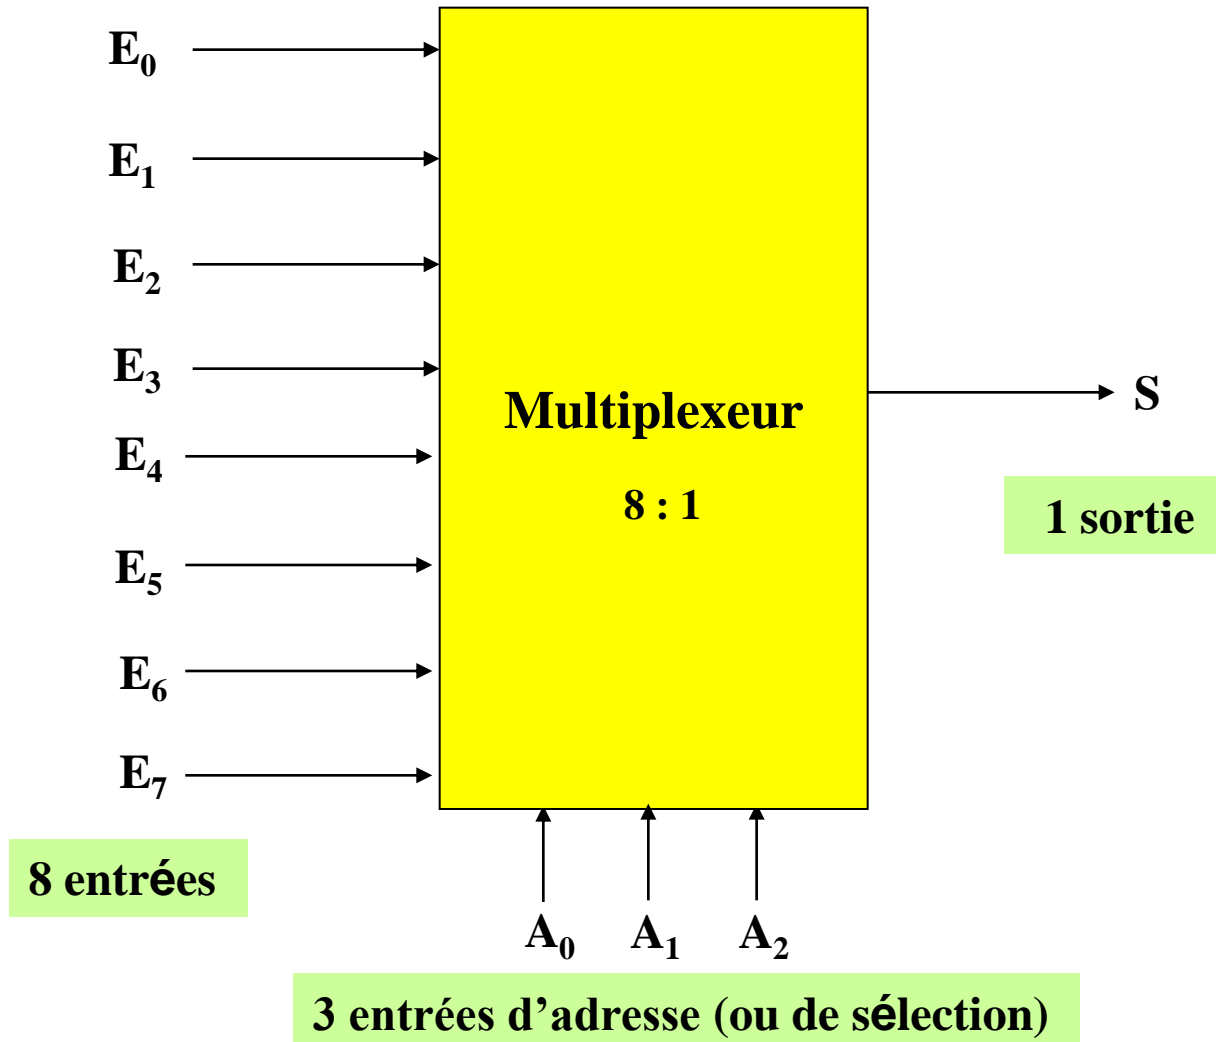 E0
E1
E2
E3
E4
E5
E6
E7
Multiplexeur
8 : 1
S
1 sortie
8 entrées
A0 A1 A2
3 entrées d’adresse (ou de sélection)